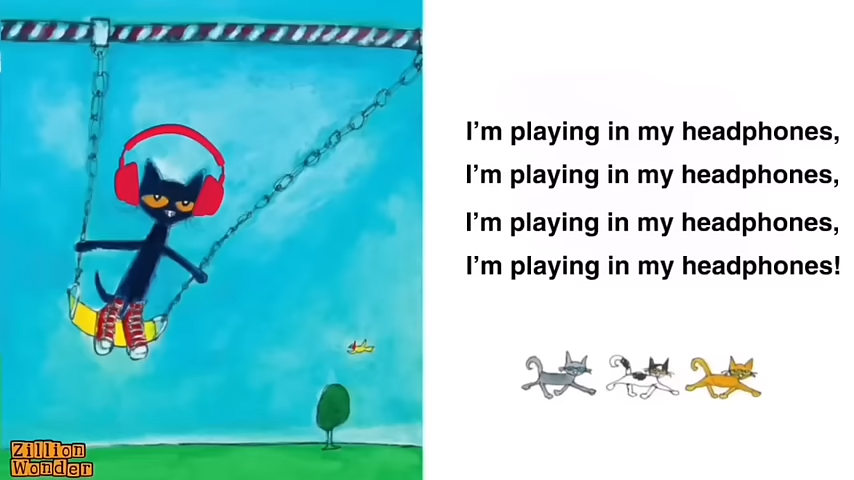 I'm playing in my headphones,
I'm playing in my headphones,
I'm playing in my headphones,
I'm playing in my headphones!
Zillion
Wonder